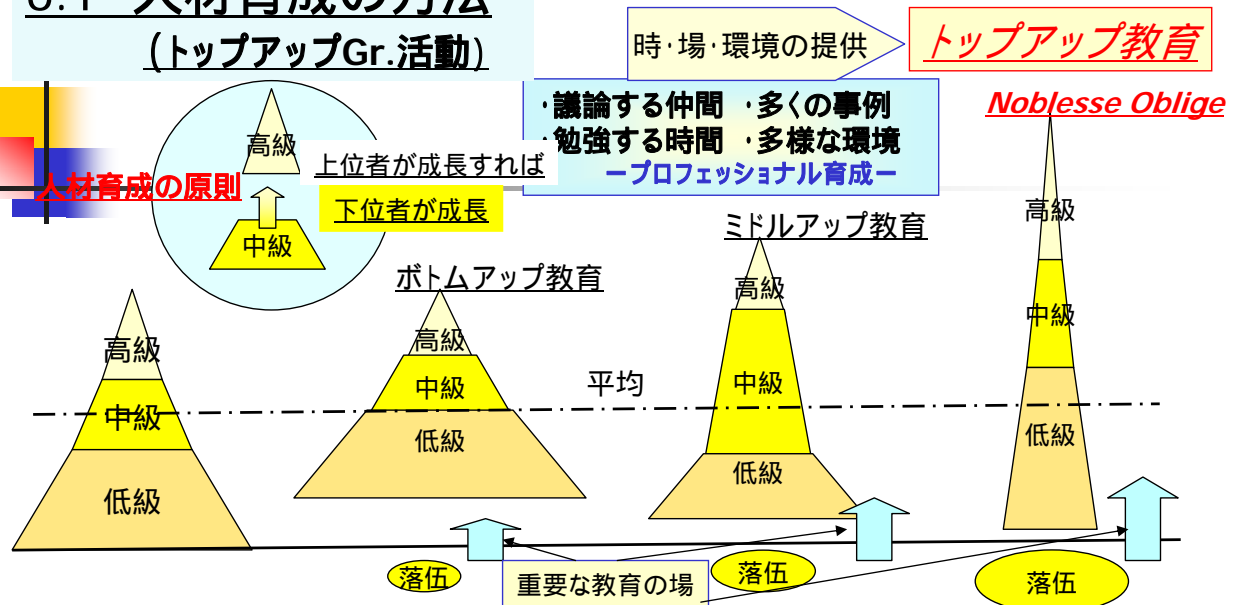 人材育成の方法
(トップアップGr.活動)
時・場・環境の提供
トップアップ教育
・議論する仲間 ・多くの事例
・勉強する時間 ・多様な環境
ープロフェッショナル育成ー
Noblesse Oblige
高級
上位者が成長すれば
人材育成の原則
下位者が成長
中級
ボトムアップ教育
ミドルアップ教育
高級
中級
低級
高級
中級
低級
平均
高級
中級
低級
高級
中級
低級
落伍
重要な教育の場
落伍
落伍